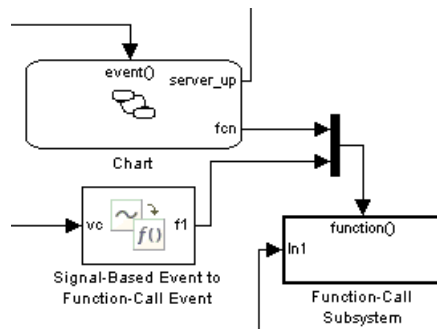 event()
server_up
fcn
Chart
vc
f()
f1
Signal-Based Event to
Function-Call Event
function()
In1
Function-Call
Subsystem